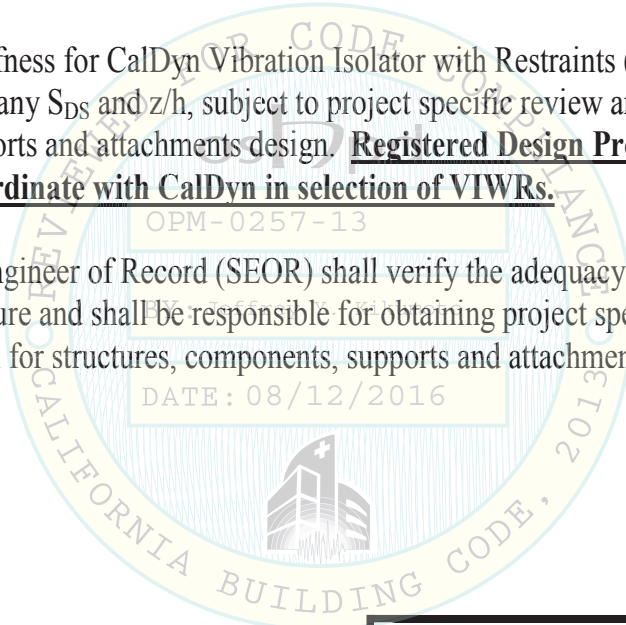 REVIEWED FOR CODE COMPLIANCE
fness for CalDyn Vibration Isolator with Restraints (
any SDS and z/h, subject to project specific review a
orts and attachments design. Registered Design Pr
rdinate with CalDyn in selection of VIWRs.
OPM-0257-13
ngineer of Record (SEOR) shall verify the adequacy
ure and shall be responsible for obtaining project spe
BY: Jeffrey Y.
for structures, components, supports and attachmen
DATE: 08/12/2016
CALIFORNIA BUILDING CODE, 2013